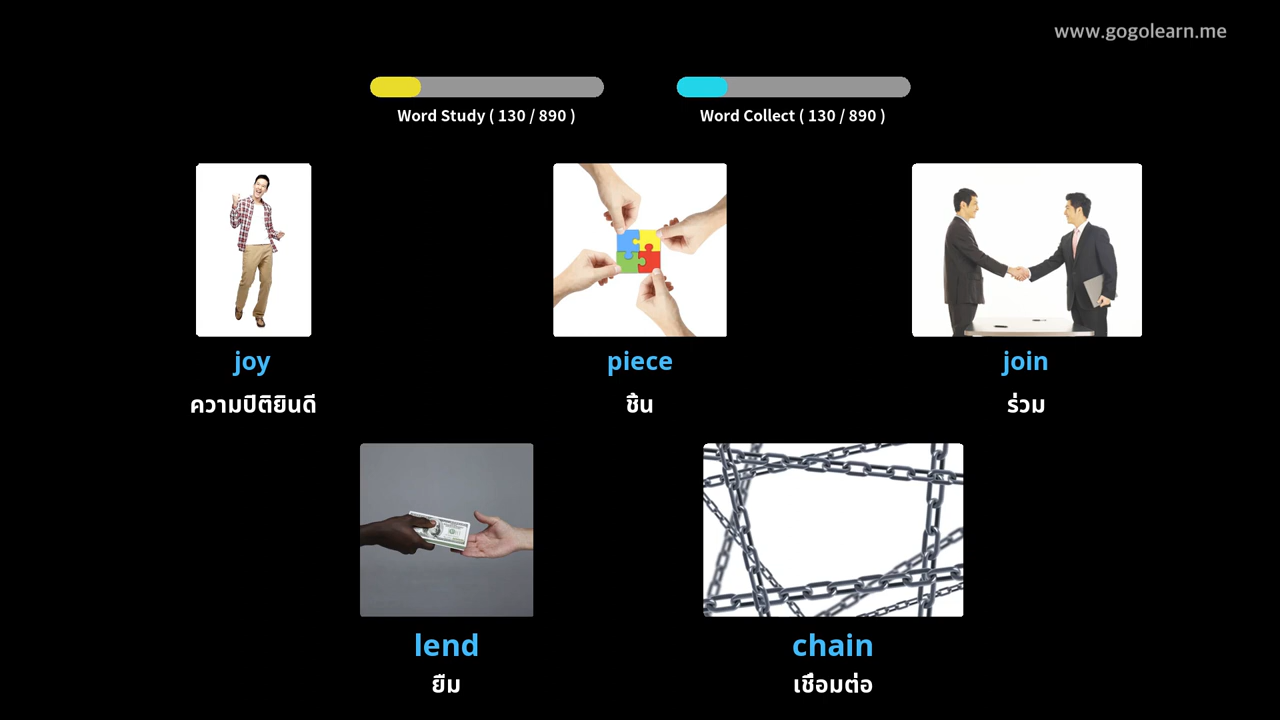 www.gogolearn.me
Word Study ( 130 / 890 )
Word Collect ( 130 / 890 )
joy
piece
join
ความปิติยินดี
ชิ้น
ร่วม
lend
chain
ยืม
เชื่อมต่อ